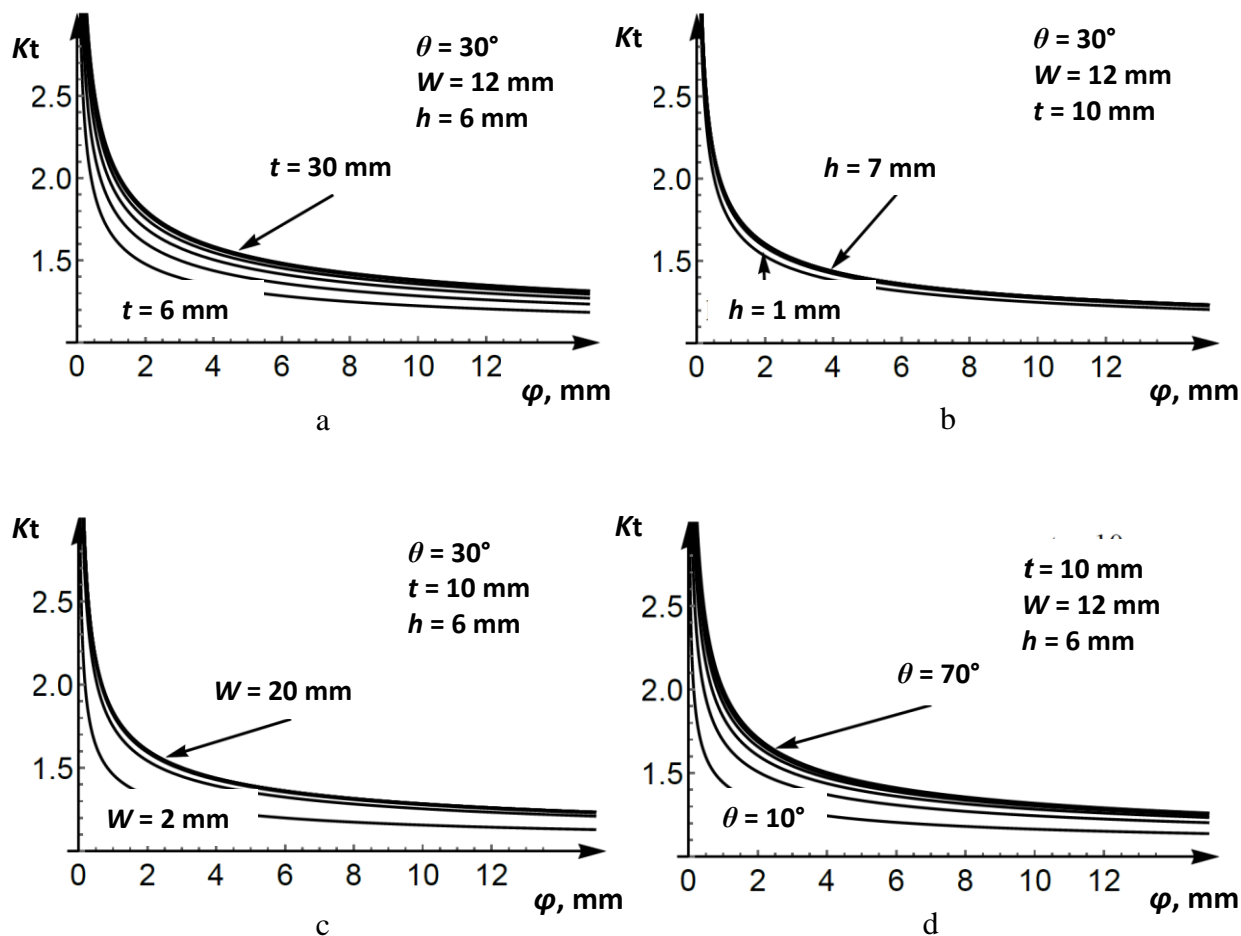 Kt
θ = 30°
W = 12 mm
h = 6 mm
2.5
t = 30 mm
2.0
1.5
t = 6 mm
0 2 4 6 8 10 12
φ, mm
a
θ = 30°
W = 12 mm
t = 10 mm
Kt
2.5
h = 7 mm
2.0
1.5
h = 1 mm
0 2 4 6 8 10 12
φ, mm
b
Kt
θ = 30°
t = 10 mm
h = 6 mm
2.5
W = 20 mm
2.0
1.5
W = 2 mm
0 2 4 6 8 10 12
φ, mm
c
Kt
t = 10 mm
W = 12 mm
h = 6 mm
2.5
θ = 70°
2.0
1.5
θ = 10°
0 2 4 6 8 10 12
φ, mm
d